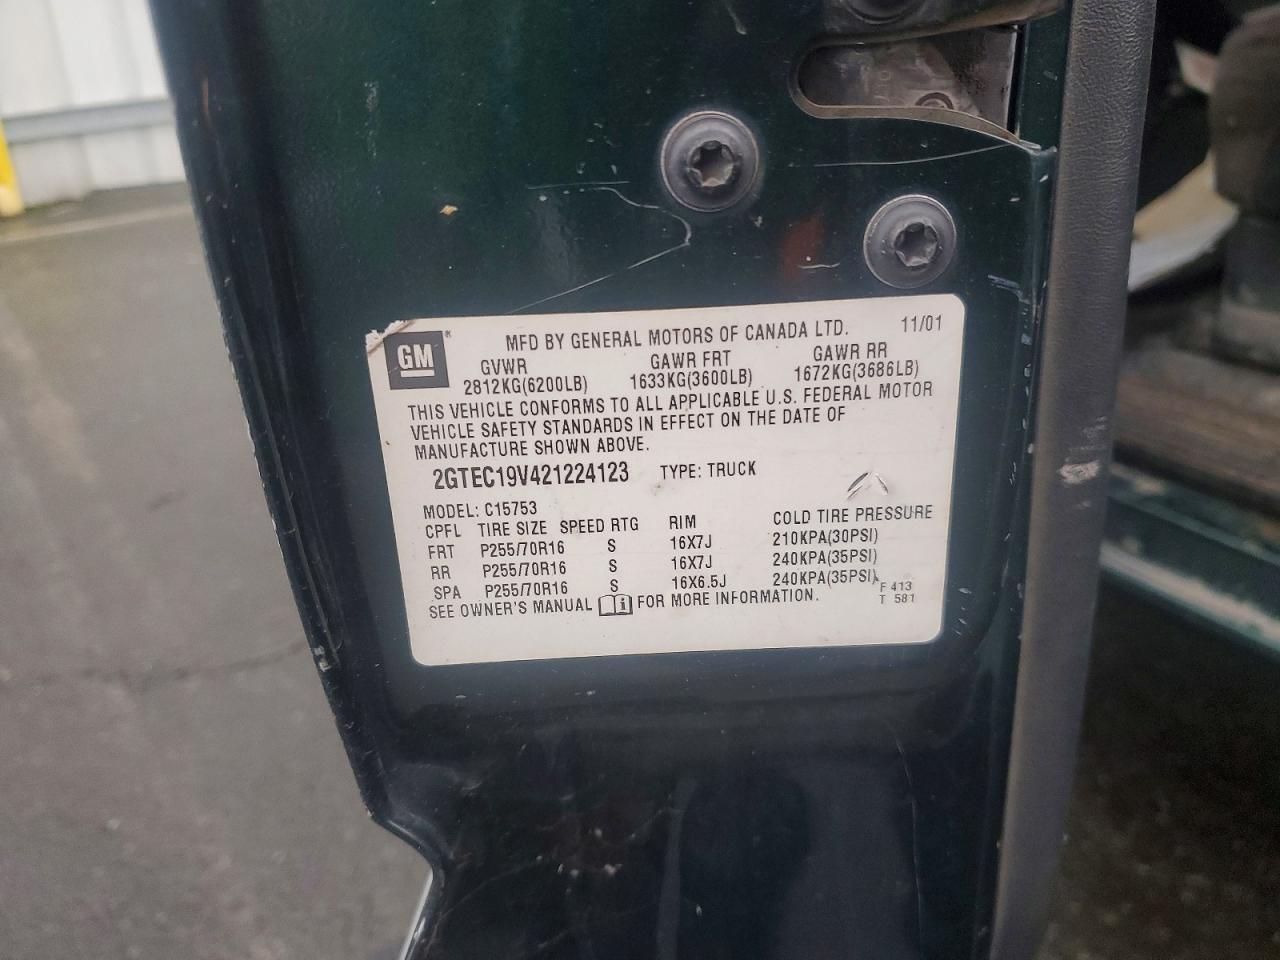 GM ®
MFD BY GENERAL MOTORS OF CANADA LTD. 11/01
GVWR GAWR FRT GAWR RR
2812KG(6200LB) 1633KG(3600LB) 1672KG(3686LB)
THIS VEHICLE CONFORMS TO ALL APPLICABLE U.S. FEDERAL MOTOR
VEHICLE SAFETY STANDARDS IN EFFECT ON THE DATE OF
MANUFACTURE SHOWN ABOVE.
2GTEC19V421224123 TYPE: TRUCK
MODEL: C15753
CPFL TIRE SIZE SPEED RTG RIM COLD TIRE PRESSURE
FRT P255/70R16 S 16X7J 210KPA(30PSI)
RR P255/70R16 S 16X7J 240KPA(35PSI)
SPA P255/70R16 S 16X6.5J 240KPA(35PSI)
SEE OWNER'S MANUAL i FOR MORE INFORMATION.
F 413
T 581